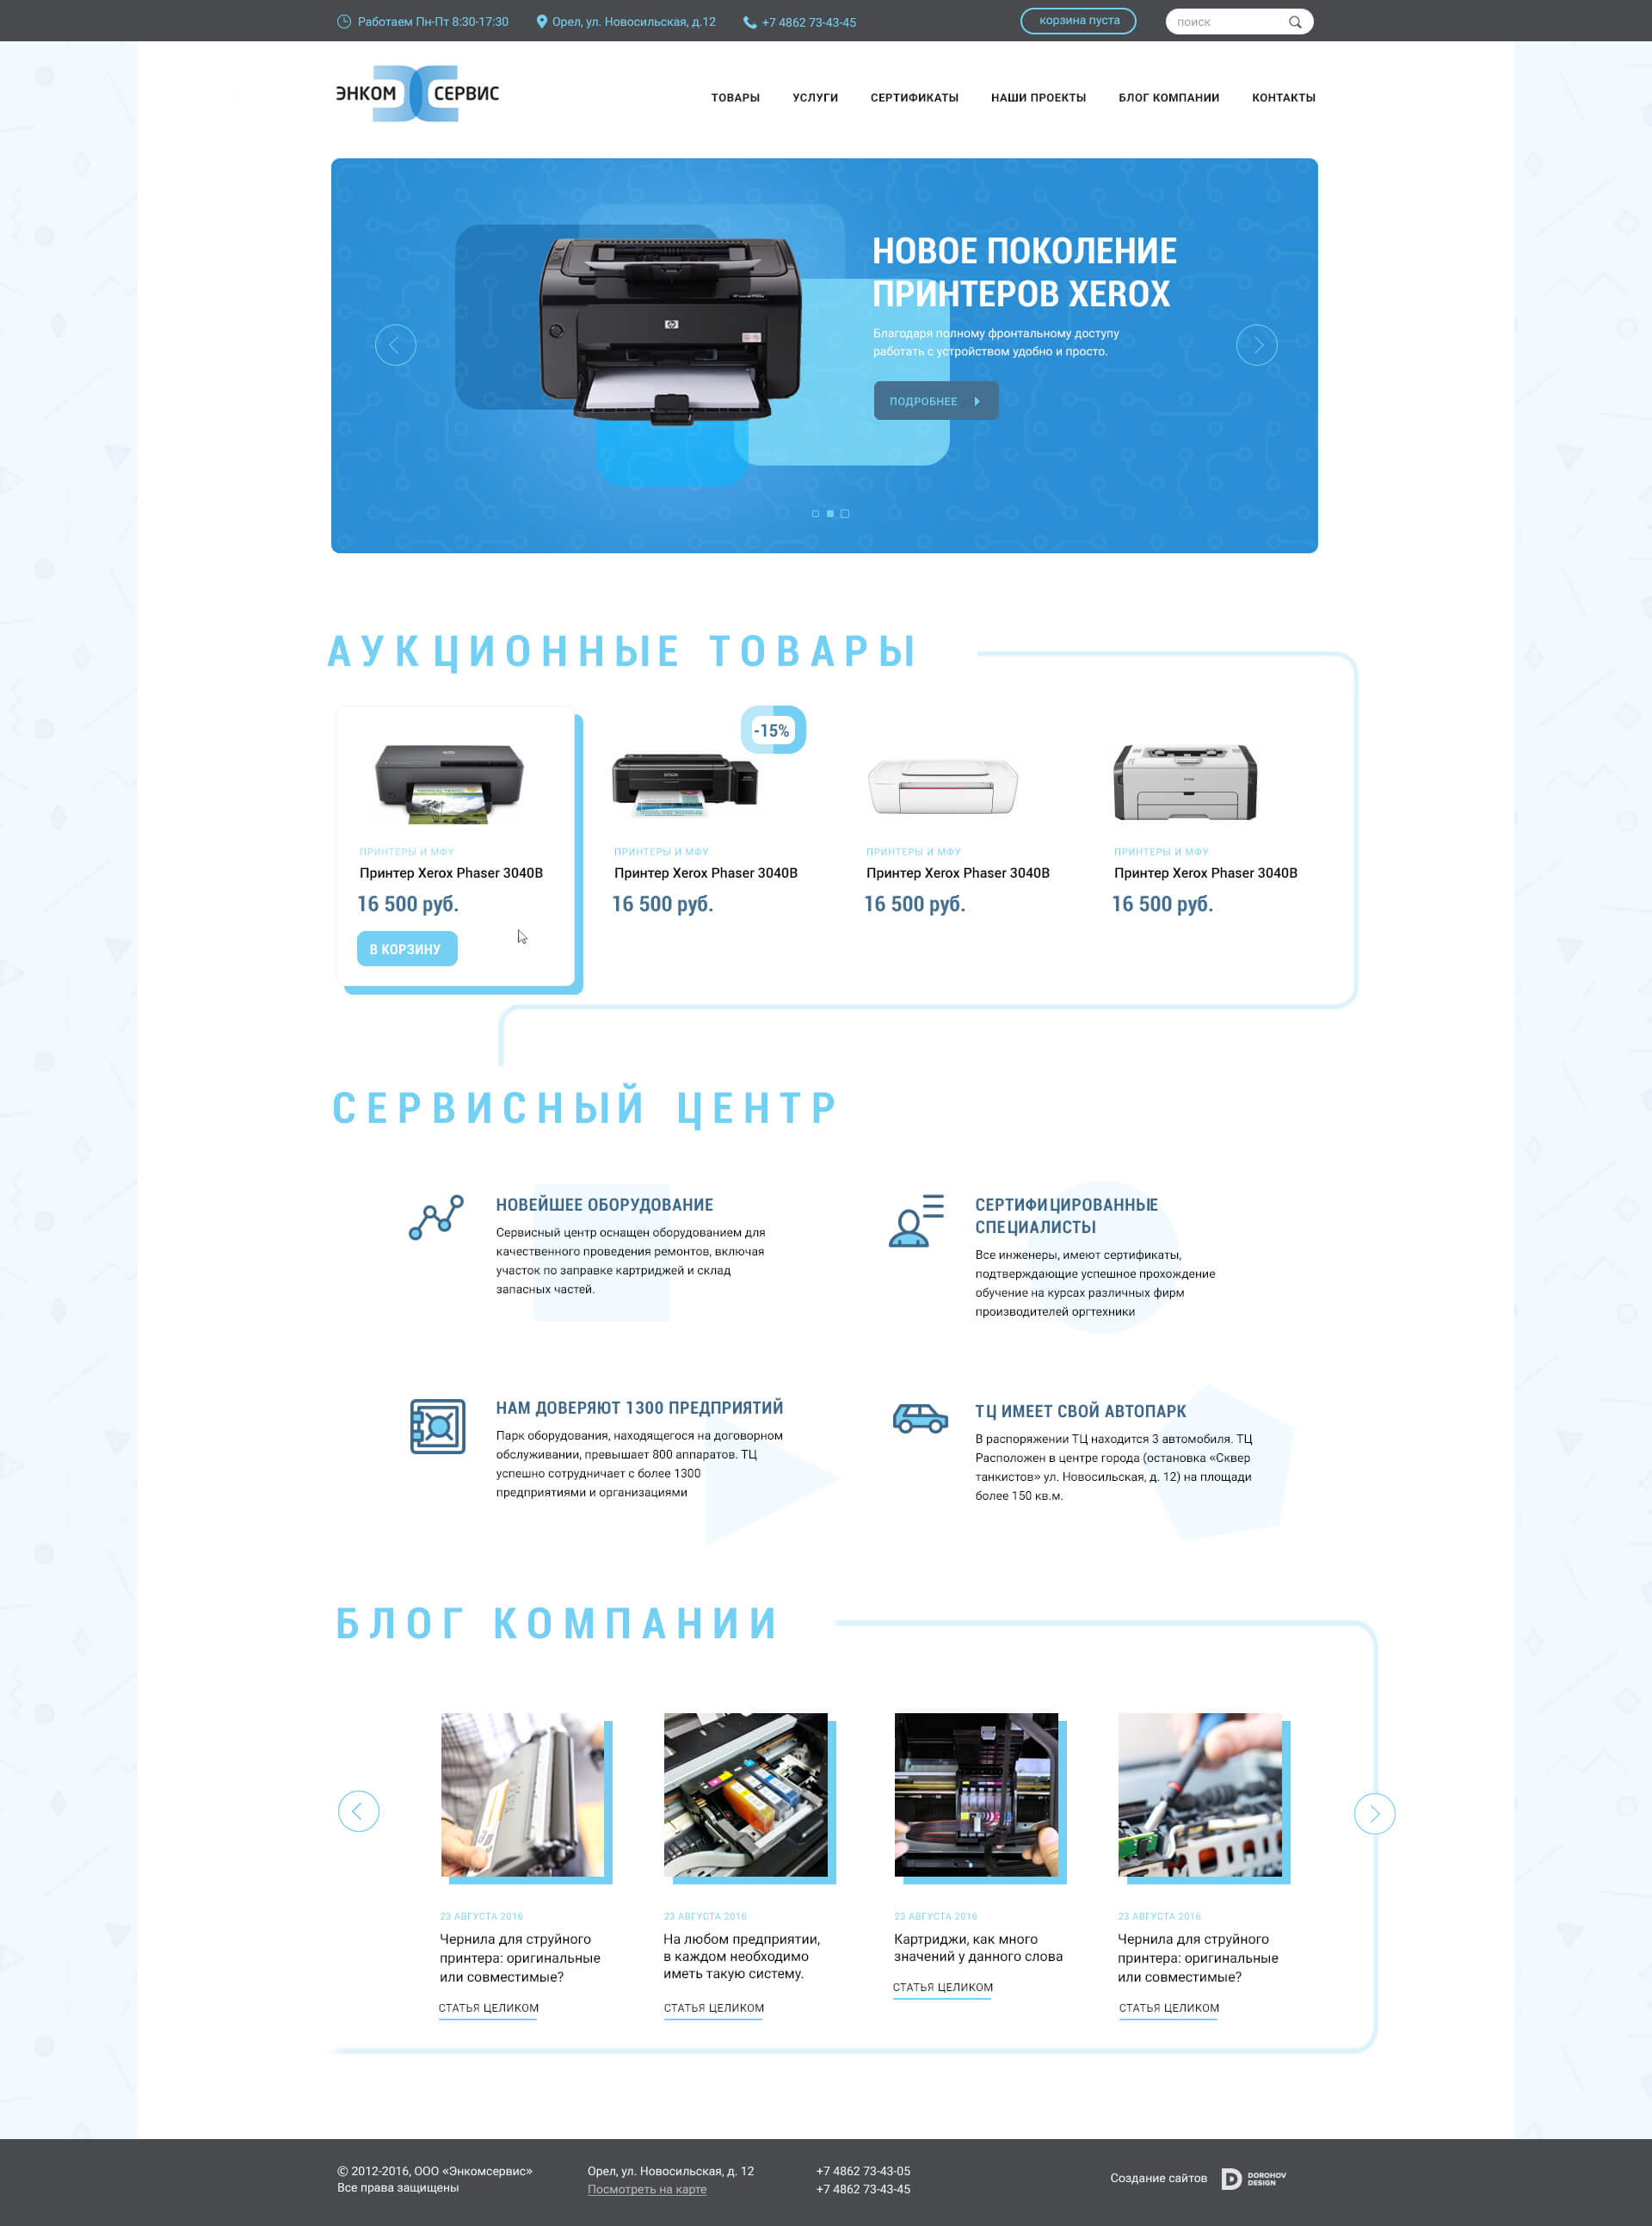 Работаем Пн-Пт 8:30-17:30
Орел, ул. Новосильская, д.12
+7 4862 73-43-45
корзина пуста
поиск
ЭНКОМ СЕРВИС
ТОВАРЫ
УСЛУГИ
СЕРТИФИКАТЫ
НАШИ ПРОЕКТЫ
БЛОГ КОМПАНИИ
КОНТАКТЫ
НОВОЕ ПОКОЛЕНИЕ
ПРИНТЕРОВ XEROX
Благодаря полному фронтальному доступу
работать с устройством удобно и просто.
ПОДРОБНЕЕ
hp
АУКЦИОННЫЕ ТОВАРЫ
-15%
EPSON
ПРИНТЕРЫ И МФУ
Принтер Xerox Phaser 3040B
16 500 руб.
В КОРЗИНУ
ПРИНТЕРЫ И МФУ
Принтер Xerox Phaser 3040B
16 500 руб.
ПРИНТЕРЫ И МФУ
Принтер Xerox Phaser 3040B
16 500 руб.
ПРИНТЕРЫ И МФУ
Принтер Xerox Phaser 3040B
16 500 руб.
СЕРВИСНЫЙ ЦЕНТР
НОВЕЙШЕЕ ОБОРУДОВАНИЕ
Сервисный центр оснащен оборудованием для
качественного проведения ремонтов, включая
участок по заправке картриджей и склад
запасных частей.
СЕРТИФИЦИРОВАННЫЕ
СПЕЦИАЛИСТЫ
Все инженеры, имеют сертификаты,
подтверждающие успешное прохождение
обучение на курсах различных фирм
производителей оргтехники
НАМ ДОВЕРЯЮТ 1300 ПРЕДПРИЯТИЙ
Парк оборудования, находящегося на договорном
обслуживании, превышает 800 аппаратов. ТЦ
успешно сотрудничает с более 1300
предприятиями и организациями
ТЦ ИМЕЕТ СВОЙ АВТОПАРК
В распоряжении ТЦ находится 3 автомобиля. ТЦ
Расположен в центре города (остановка «Сквер
танкистов» ул. Новосильская, д. 12) на площади
более 150 кв.м.
БЛОГ КОМПАНИИ
23 АВГУСТА 2016
Чернила для струйного
принтера: оригинальные
или совместимые?
СТАТЬЯ ЦЕЛИКОМ
23 АВГУСТА 2016
На любом предприятии,
в каждом необходимо
иметь такую систему.
СТАТЬЯ ЦЕЛИКОМ
23 АВГУСТА 2016
Картриджи, как много
значений у данного слова
СТАТЬЯ ЦЕЛИКОМ
23 АВГУСТА 2016
Чернила для струйного
принтера: оригинальные
или совместимые?
СТАТЬЯ ЦЕЛИКОМ
© 2012-2016, ООО «Энкомсервис»
Все права защищены
Орел, ул. Новосильская, д. 12
Посмотреть на карте
+7 4862 73-43-05
+7 4862 73-43-45
Создание сайтов
DOROHOV
DESIGN